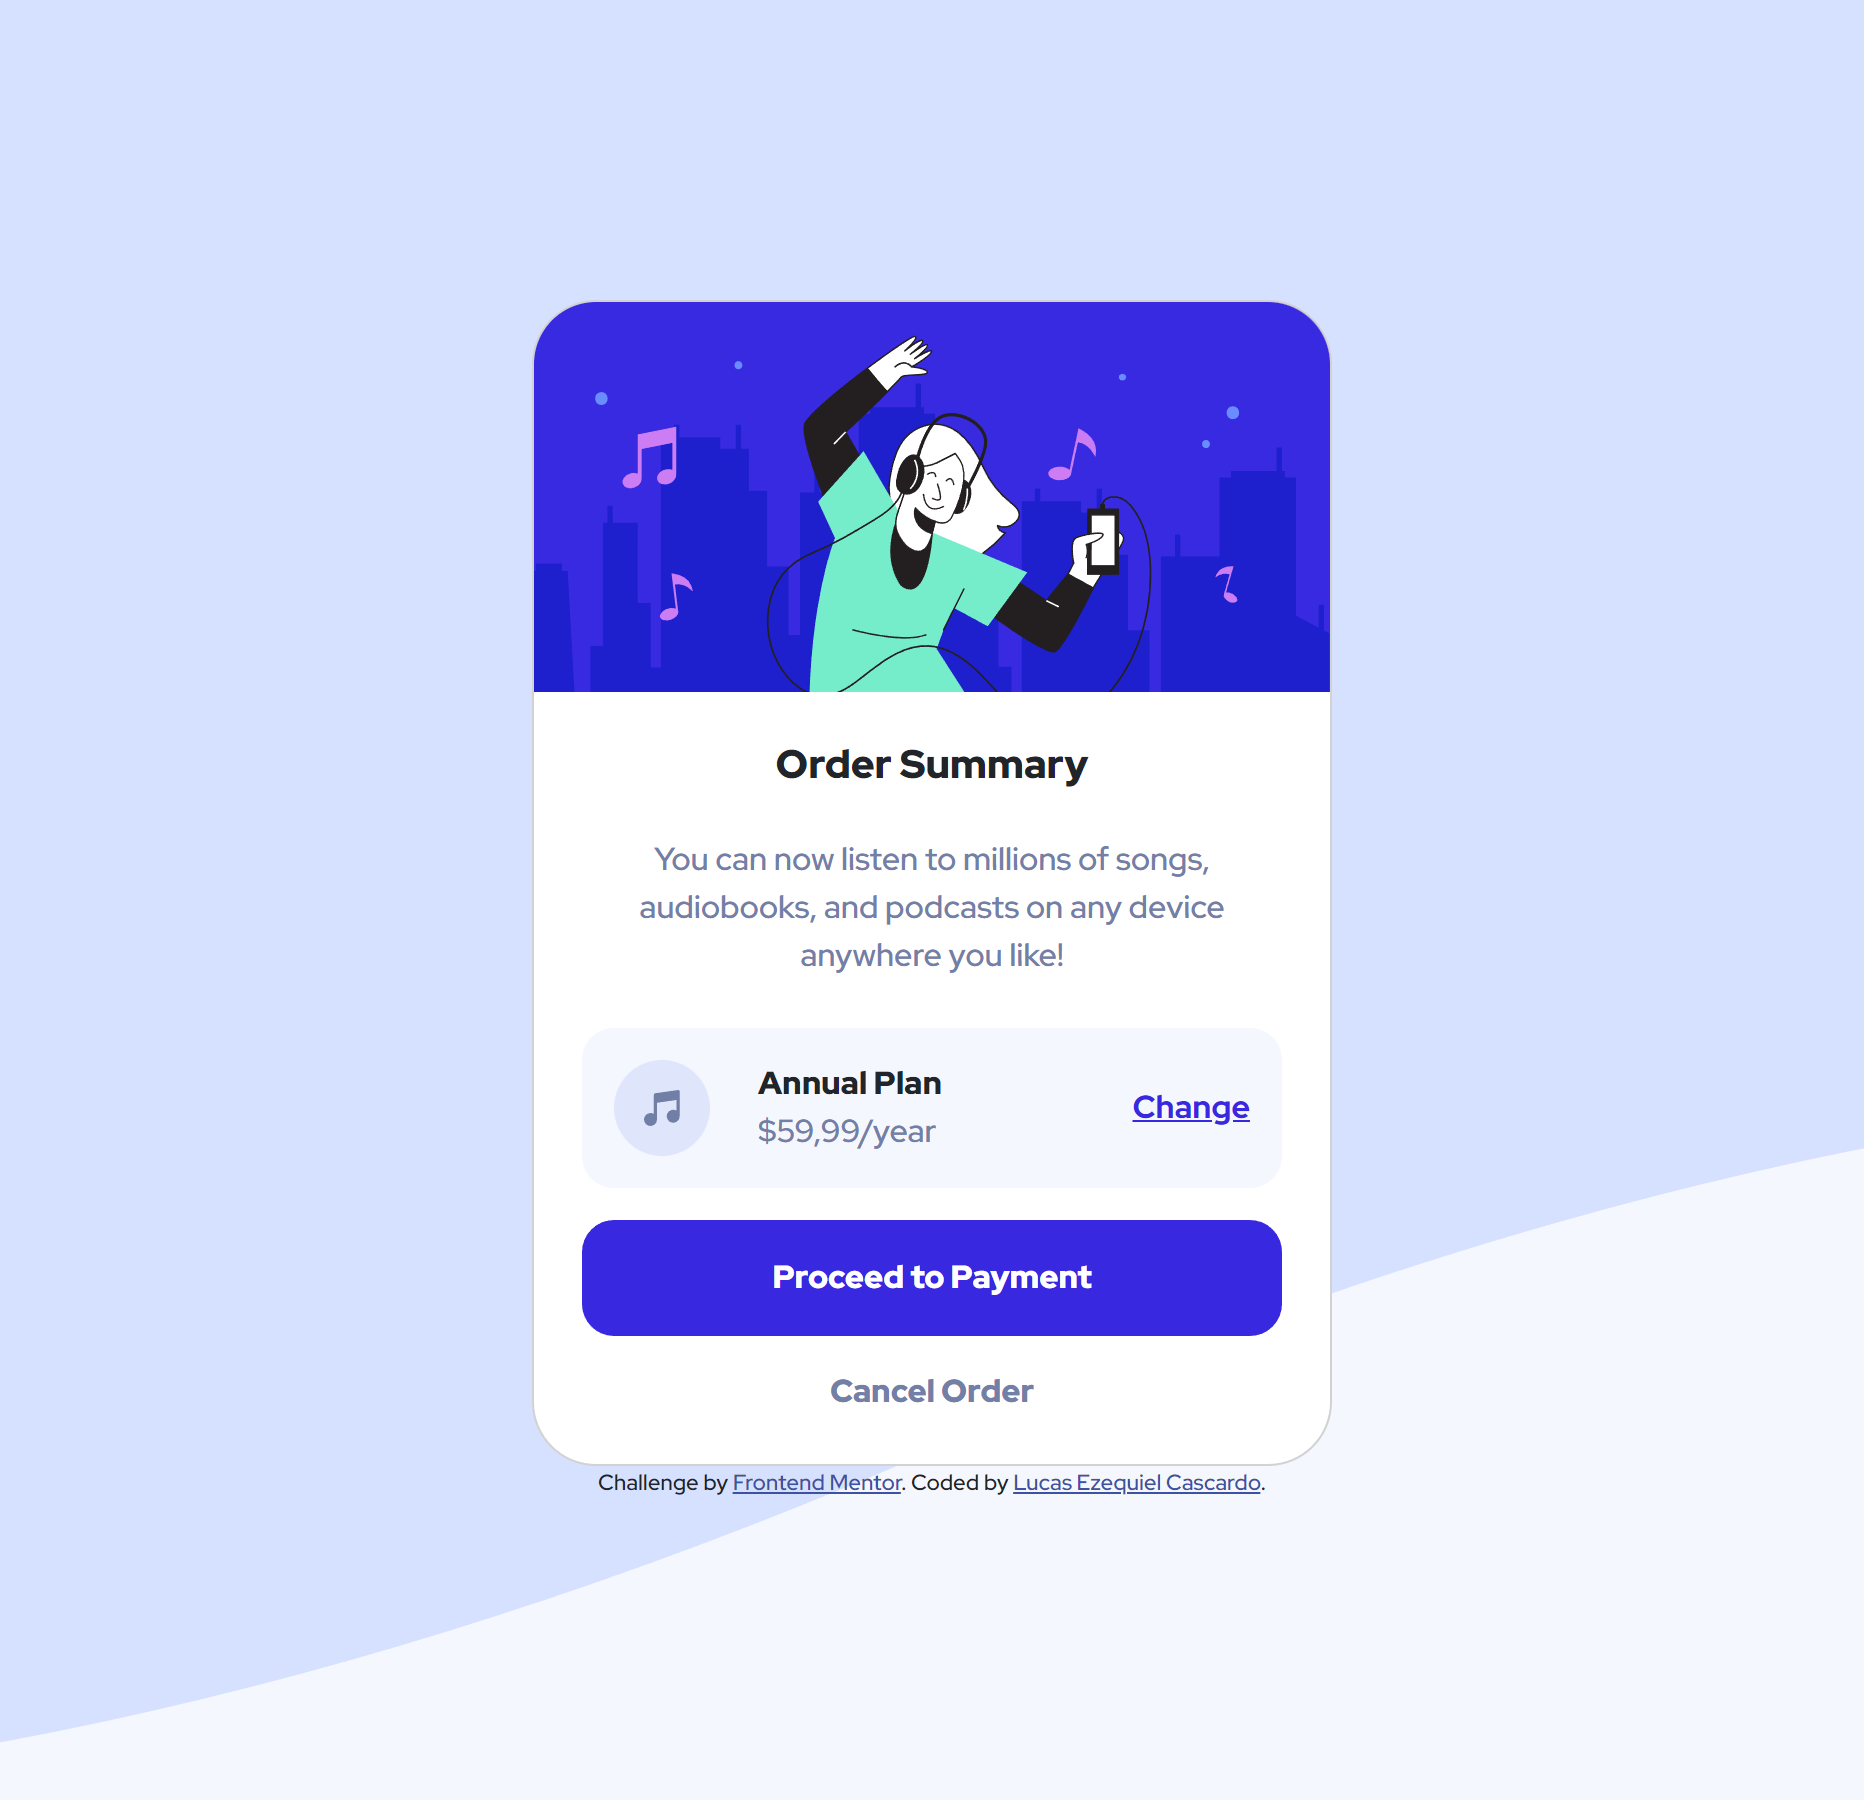 Order Summary
You can now listen to millions of songs,
audiobooks, and podcasts on any device
anywhere you like!
Annual Plan
$59,99/year
Change
Proceed to Payment
Cancel Order
Challenge by Frontend Mentor. Coded by Lucas Ezequiel Cascardo.